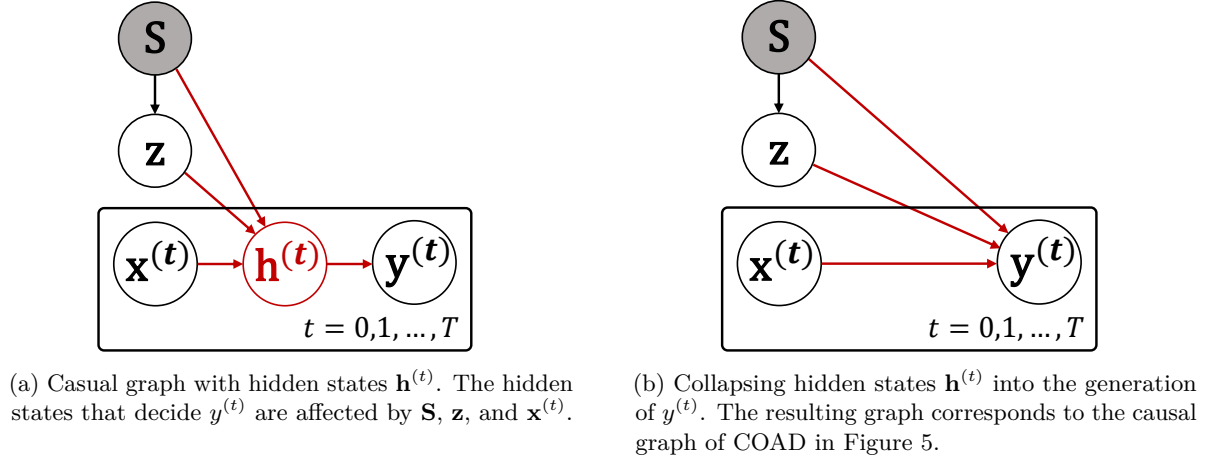 S
z
x^(t) h^(t) y^(t)
t = 0,1, ..., T
(a) Casual graph with hidden states h^(t). The hidden
states that decide y^(t) are affected by S, z, and x^(t).
S
z
x^(t) y^(t)
t = 0,1, ..., T
(b) Collapsing hidden states h^(t) into the generation
of y^(t). The resulting graph corresponds to the causal
graph of COAD in Figure 5.